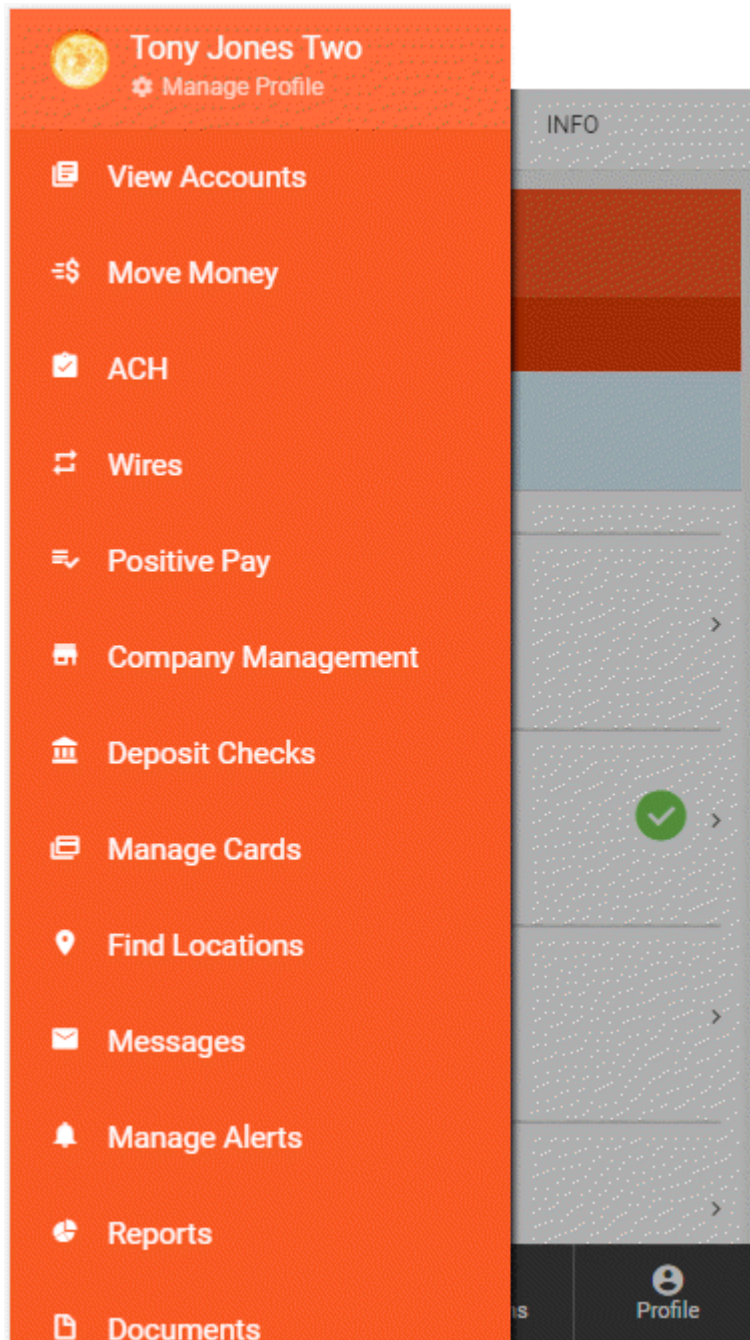 Tony Jones Two
Manage Profile
INFO
View Accounts
Move Money
ACH
Wires
Positive Pay
Company Management
Deposit Checks
Manage Cards
Find Locations
Messages
Manage Alerts
Reports
Documents
ns
Profile